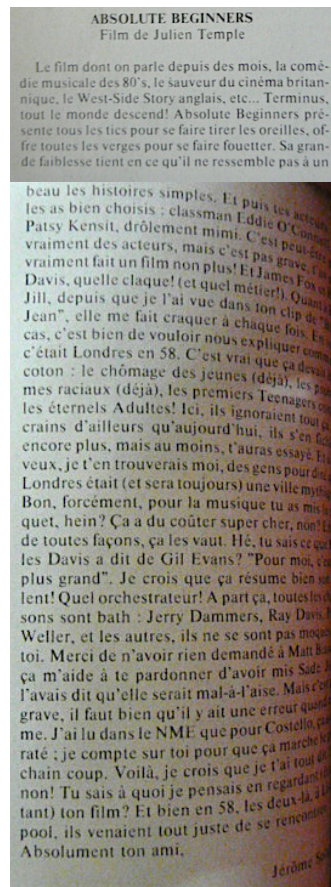 ABSOLUTE BEGINNERS
Film de Julien Temple
Le film dont on parle depuis des mois, la comé-
die musicale des 80's, le sauveur du cinéma britan-
nique, le West-Side Story anglais, etc... Terminus,
tout le monde descend! Absolute Beginners pré-
sente tous les tics pour se faire tirer les oreilles, of-
fre toutes les verges pour se faire fouetter. Sa gran-
de faiblesse tient en ce qu'il ne ressemble pas à un
beau les histoires simples. Et puis tes acteurs
les as bien choisis : classman Eddie O'Connell
Patsy Kensit, drôlement mimi. C'est peut-être
vraiment des acteurs, mais c'est pas grave,
vraiment fait un film non plus! Et James Fox
Davis, quelle claque! (et quel métier!). Quant
Jill, depuis que je l'ai vue dans ton clip de
Jean", elle me fait craquer à chaque fois. En
cas, c'est bien de vouloir nous expliquer
c'était Londres en 58. C'est vrai que ça
coton : le chômage des jeunes (déjà), les
mes raciaux (déjà), les premiers Teenagers
les éternels Adultes! Ici, ils ignoraient tout
crains d'ailleurs qu'aujourd'hui, ils s'en
encore plus, mais au moins, t'auras essayé.
veux, je t'en trouverais moi, des gens pour
Londres était (et sera toujours) une ville
Bon, forcément, pour la musique tu as mis
quet, hein? Ça a du coûter super cher, non!
de toutes façons, ça les vaut. Hé, tu sais ce que
les Davis a dit de Gil Evans? "Pour moi,
plus grand". Je crois que ça résume bien
lent! Quel orchestrateur! A part ça, toutes les
sons sont bath : Jerry Dammers, Ray Davis,
Weller, et les autres, ils ne se sont pas
toi. Merci de n'avoir rien demandé à Matt
ça m'aide à te pardonner d'avoir mis Sade
l'avais dit qu'elle serait mal-à-l'aise. Mais c'est
grave, il faut bien qu'il y ait une erreur quand
me. J'ai lu dans le NME que pour Costello,
raté ; je compte sur toi pour que ça marche
chain coup. Voilà, je crois que je t'ai tout
non! Tu sais à quoi je pensais en regardant
tant) ton film? Et bien en 58, les deux-là, à
pool, ils venaient tout juste de se rencontrer
Absolument ton ami,
Jérôme